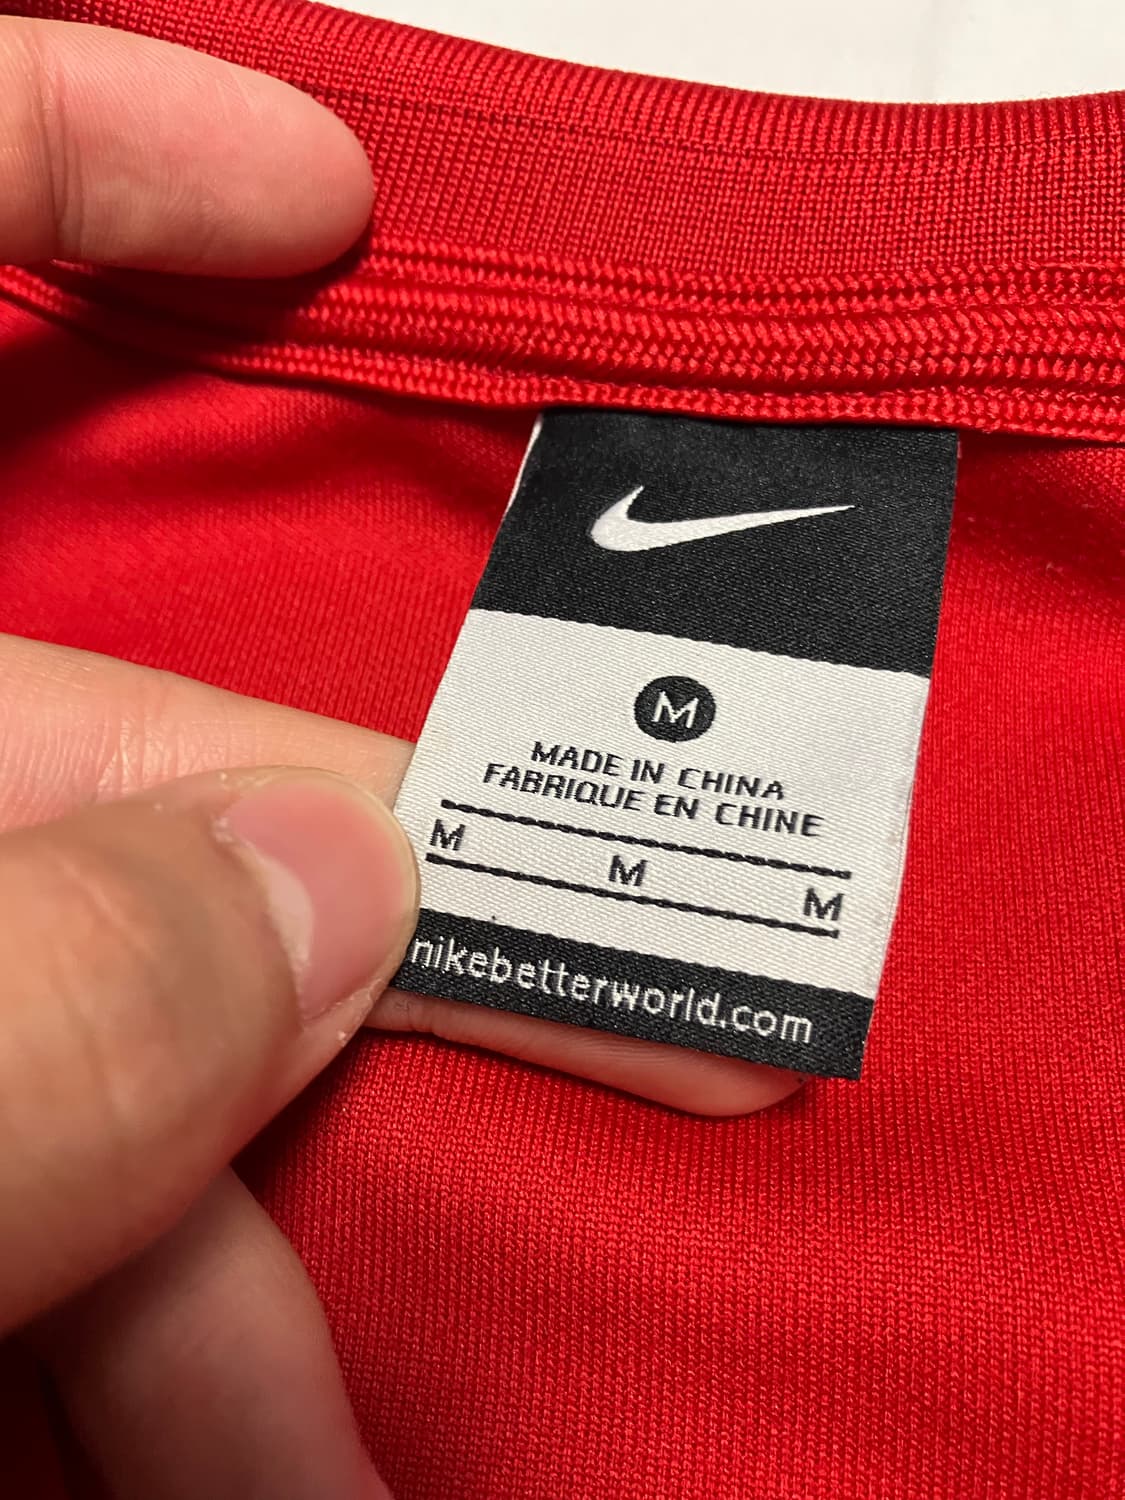 M
MADE IN CHINA
FABRIQUE EN CHINE
M M M
nikebetterworld.com